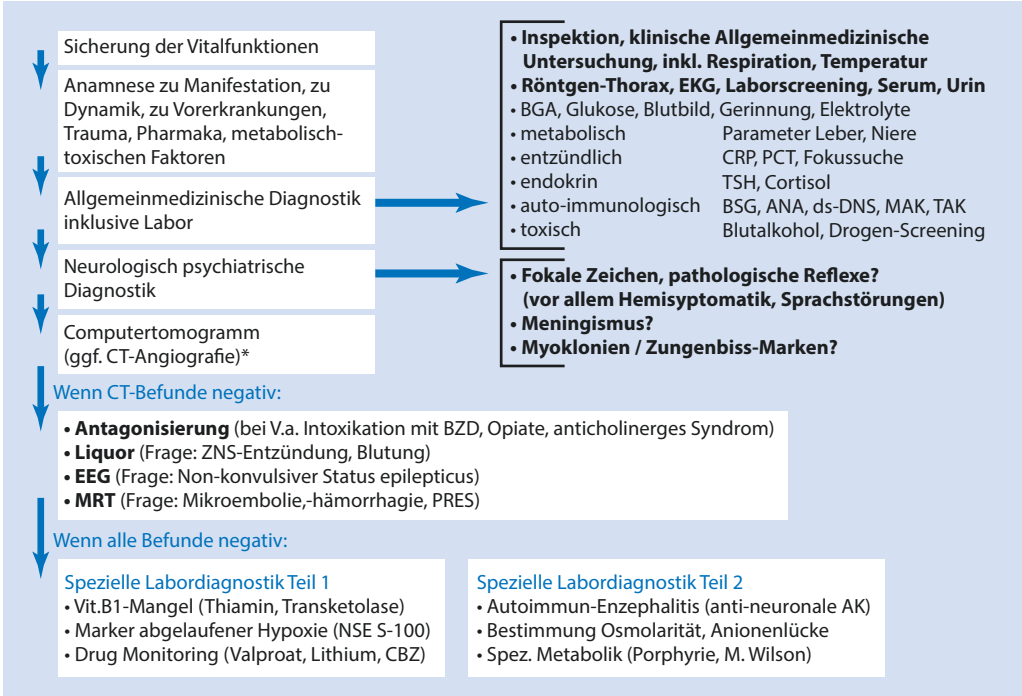 Sicherung der Vitalfunktionen
Anamnese zu Manifestation, zu
Dynamik, zu Vorerkrankungen,
Trauma, Pharmaka, metabolisch-
toxischen Faktoren
Allgemeinmedizinische Diagnostik
inklusive Labor
Neurologisch psychiatrische
Diagnostik
Computertomogramm
(ggf. CT-Angiografie)*
• Inspektion, klinische Allgemeinmedizinische
Untersuchung, inkl. Respiration, Temperatur
• Röntgen-Thorax, EKG, Laborscreening, Serum, Urin
• BGA, Glukose, Blutbild, Gerinnung, Elektrolyte
• metabolisch Parameter Leber, Niere
• entzündlich CRP, PCT, Fokussuche
• endokrin TSH, Cortisol
• auto-immunologisch BSG, ANA, ds-DNS, MAK, TAK
• toxisch Blutalkohol, Drogen-Screening
• Fokale Zeichen, pathologische Reflexe?
(vor allem Hemisyptomatik, Sprachstörungen)
• Meningismus?
• Myoklonien / Zungenbiss-Marken?
Wenn CT-Befunde negativ:
• Antagonisierung (bei V.a. Intoxikation mit BZD, Opiate, anticholinerges Syndrom)
• Liquor (Frage: ZNS-Entzündung, Blutung)
• EEG (Frage: Non-konvulsiver Status epilepticus)
• MRT (Frage: Mikroembolie,-hämorrhagie, PRES)
Wenn alle Befunde negativ:
Spezielle Labordiagnostik Teil 1
• Vit.B1-Mangel (Thiamin, Transketolase)
• Marker abgelaufener Hypoxie (NSE S-100)
• Drug Monitoring (Valproat, Lithium, CBZ)
Spezielle Labordiagnostik Teil 2
• Autoimmun-Enzephalitis (anti-neuronale AK)
• Bestimmung Osmolarität, Anionenlücke
• Spez. Metabolik (Porphyrie, M. Wilson)